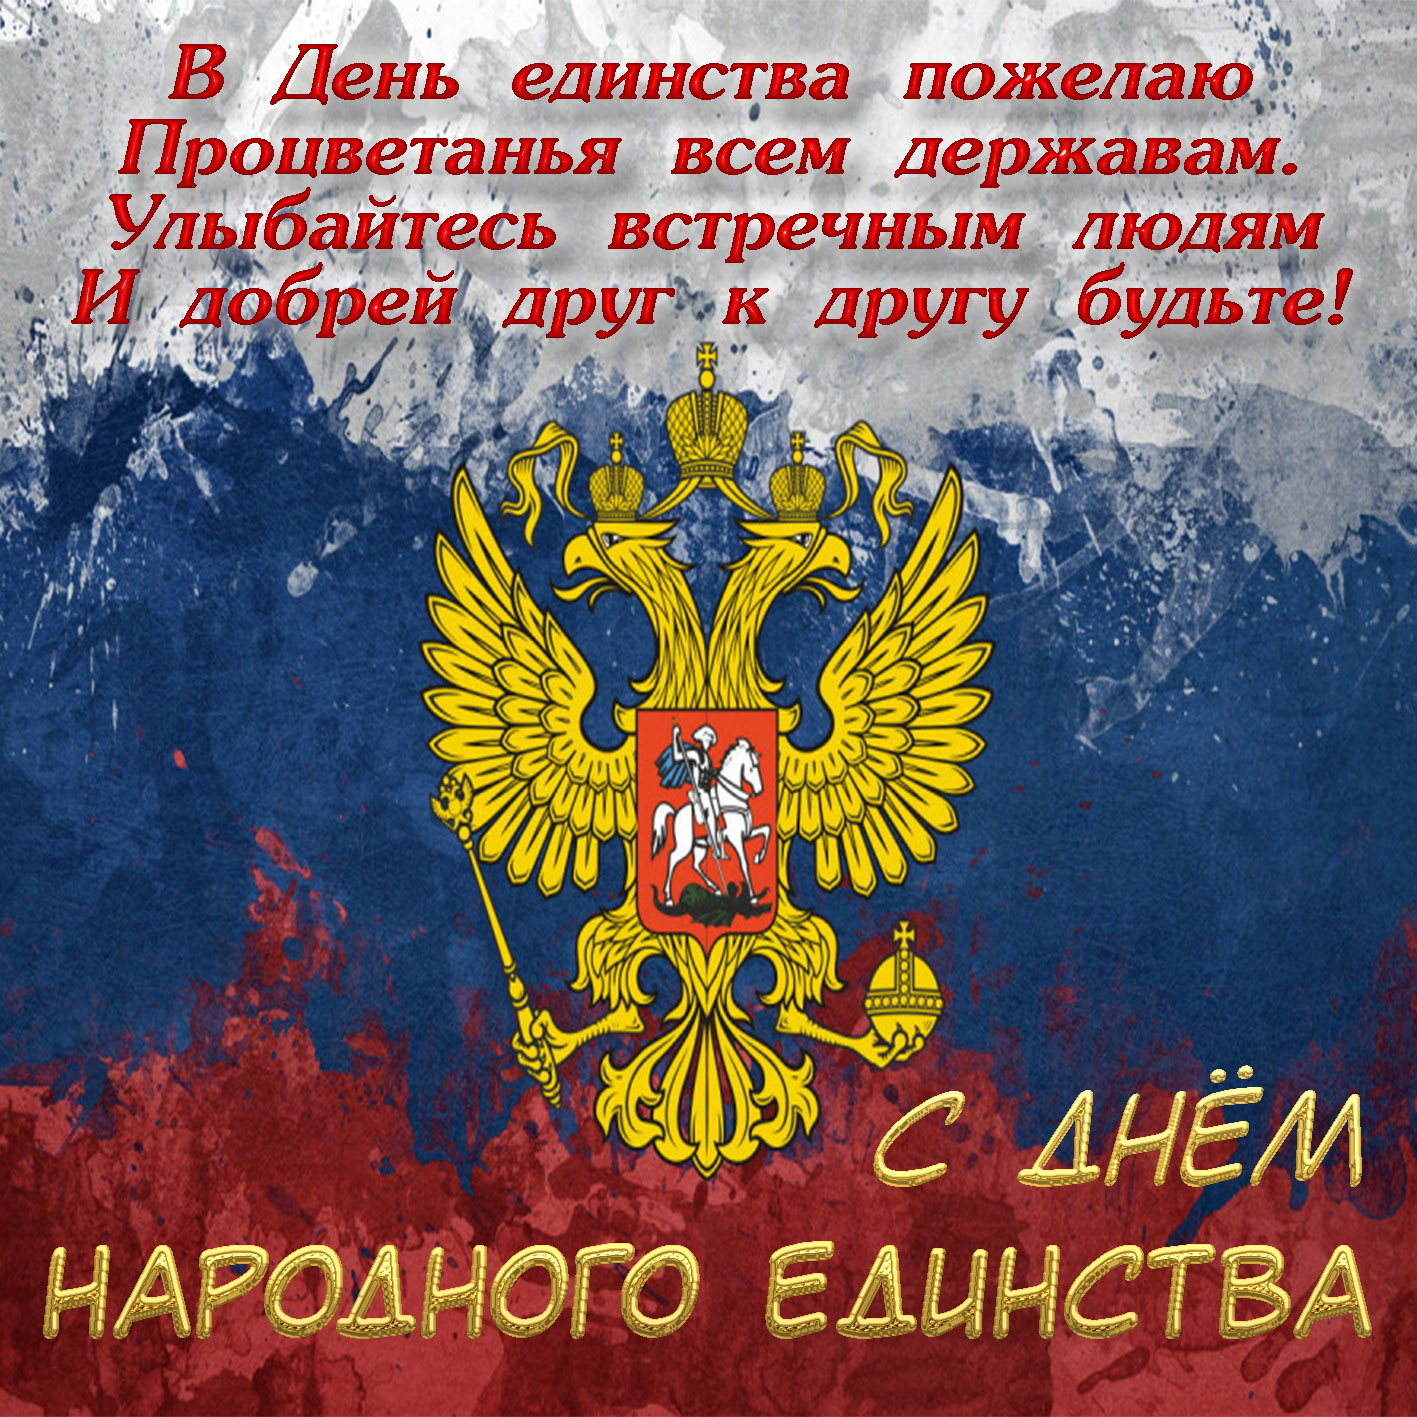 В День единства пожелаю
Процветанья всем державам.
Улыбайтесь встречным людям
И добрей друг к другу будьте!
С ДНЁМ
НАРОДНОГО ЕДИНСТВА